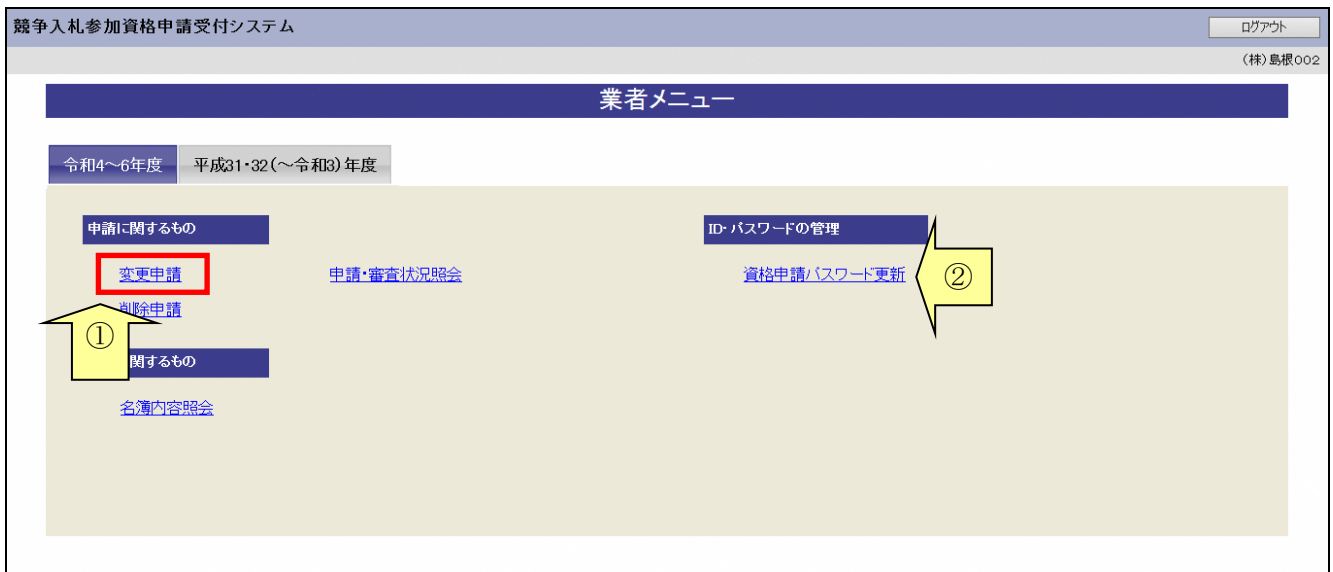 競争入札参加資格申請受付システム
ログアウト
(株)島根002
業者メニュー
令和4～6年度 平成31・32(～令和3)年度
申請に関するもの
ID・パスワードの管理
変更申請 申請・審査状況照会 資格申請パスワード更新
②
削除申請
①
関するもの
名簿内容照会